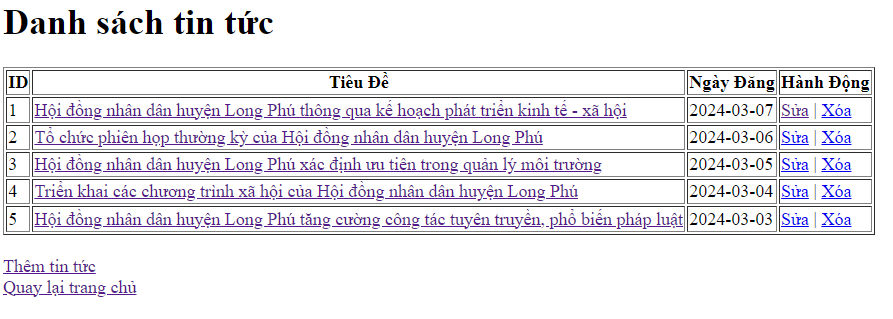 Danh sách tin tức
ID Tiêu Đề Ngày Đăng Hành Động
1 Hội đồng nhân dân huyện Long Phú thông qua kế hoạch phát triển kinh tế - xã hội 2024-03-07 Sửa | Xóa
2 Tổ chức phiên họp thường kỳ của Hội đồng nhân dân huyện Long Phú 2024-03-06 Sửa | Xóa
3 Hội đồng nhân dân huyện Long Phú xác định ưu tiên trong quản lý môi trường 2024-03-05 Sửa | Xóa
4 Triển khai các chương trình xã hội của Hội đồng nhân dân huyện Long Phú 2024-03-04 Sửa | Xóa
5 Hội đồng nhân dân huyện Long Phú tăng cường công tác tuyên truyền, phổ biến pháp luật 2024-03-03 Sửa | Xóa
Thêm tin tức
Quay lại trang chủ